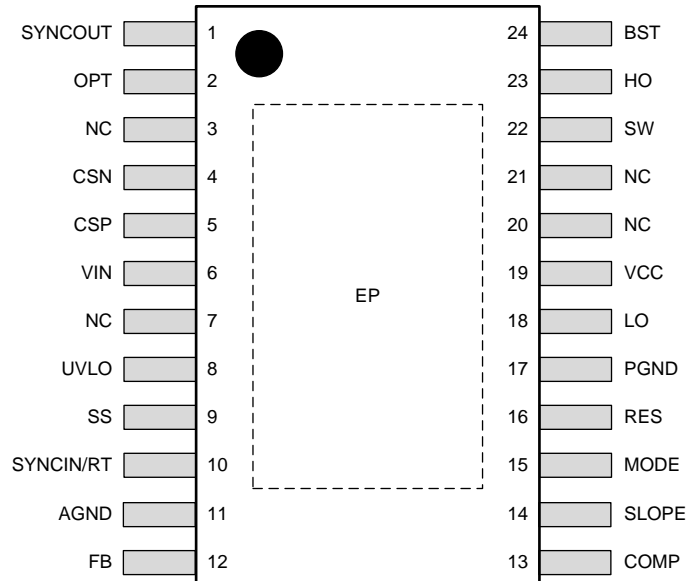 SYNCOUT 1 24 BST
OPT 2 23 HO
NC 3 22 SW
CSN 4 21 NC
CSP 5 20 NC
VIN 6 19 VCC
EP
NC 7 18 LO
UVLO 8 17 PGND
SS 9 16 RES
SYNCIN/RT 10 15 MODE
AGND 11 14 SLOPE
FB 12 13 COMP